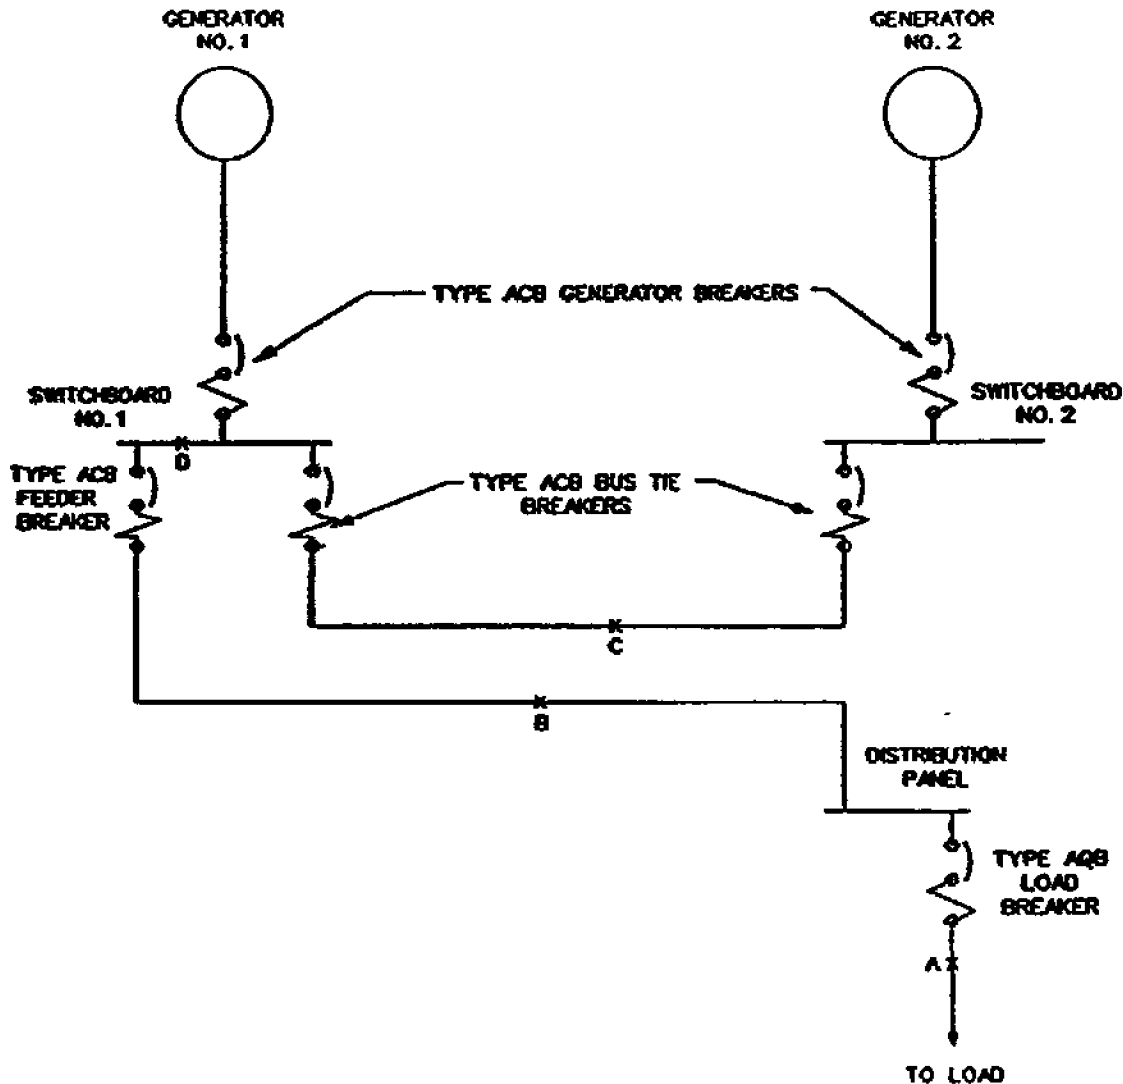 GENERATOR
NO. 1
GENERATOR
NO. 2
TYPE ACB GENERATOR BREAKERS
SWITCHBOARD
NO. 1
SWITCHBOARD
NO. 2
D
TYPE ACB
FEEDER
BREAKER
TYPE ACB BUS TIE
BREAKERS
C
B
DISTRIBUTION
PANEL
TYPE AQB
LOAD
BREAKER
A
TO LOAD